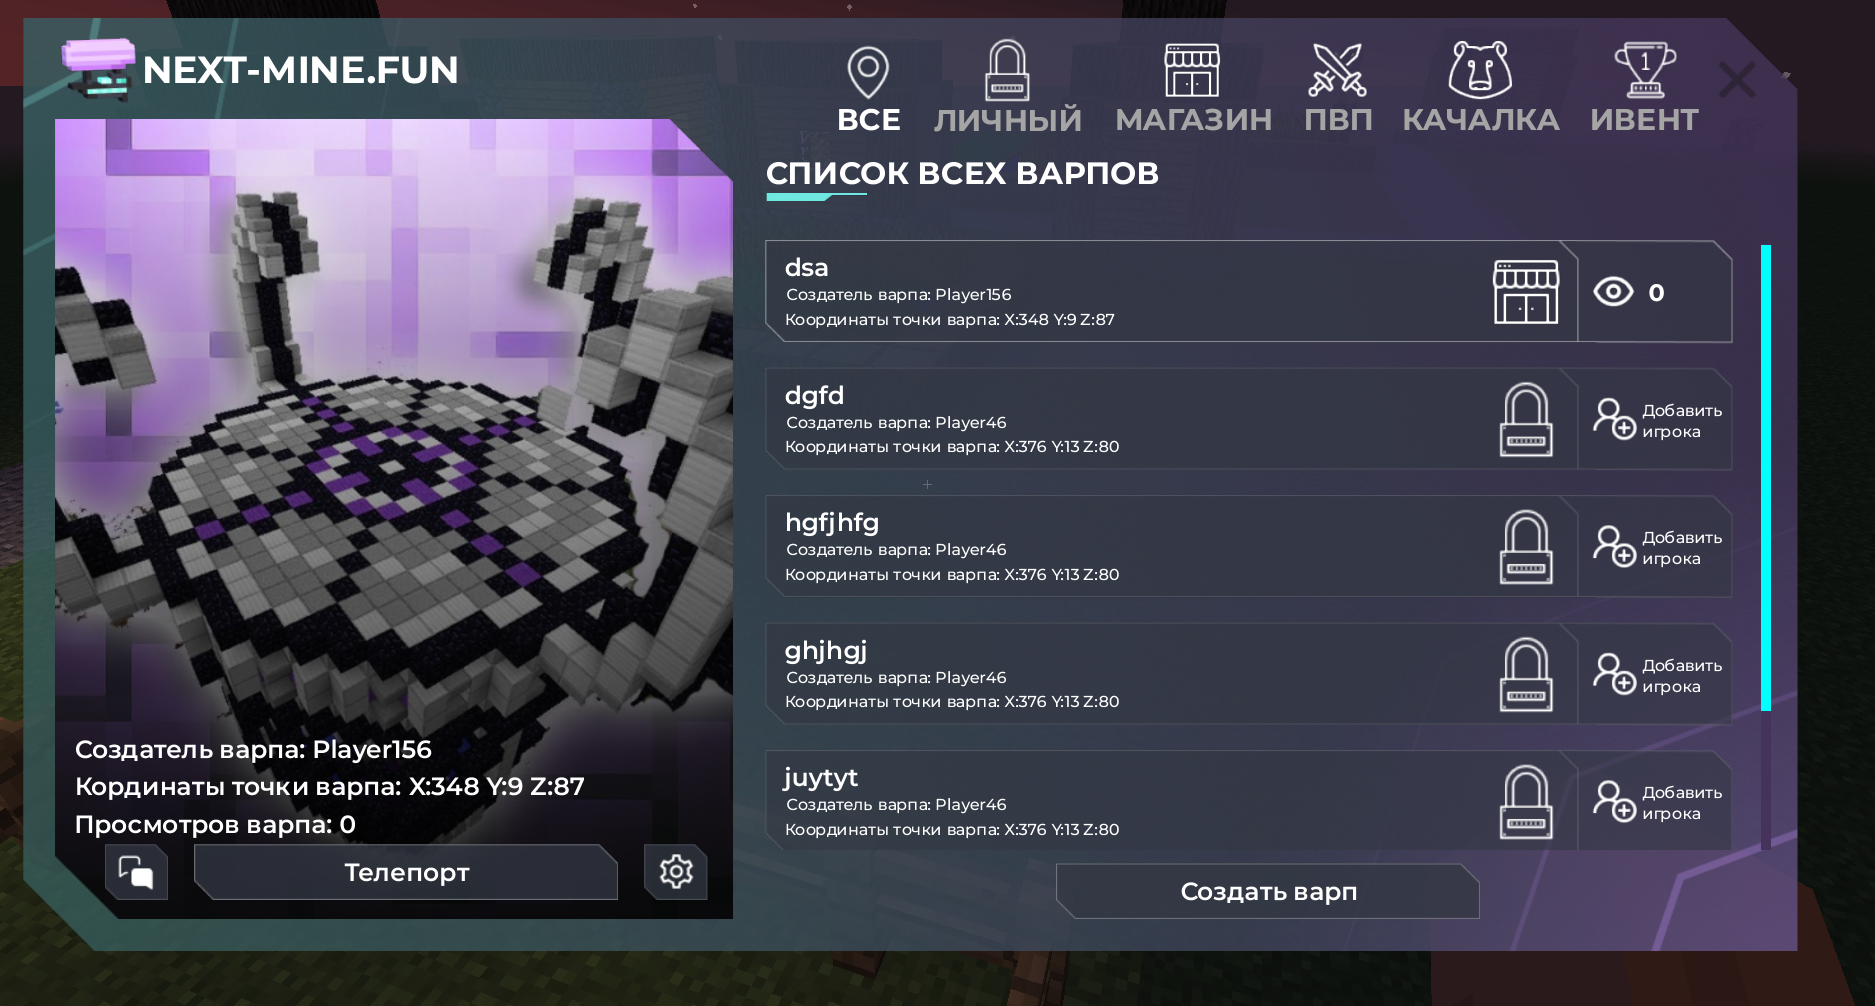 NEXT-MINE.FUN
ВСЕ
ЛИЧНЫЙ
МАГАЗИН
ПВП
КАЧАЛКА
1
ИВЕНТ
СПИСОК ВСЕХ ВАРПОВ
dsa
Создатель варпа: Player156
Координаты точки варпа: X:348 Y:9 Z:87
0
dgfd
Создатель варпа: Player46
Координаты точки варпа: X:376 Y:13 Z:80
Добавить
игрока
hgfjhfg
Создатель варпа: Player46
Координаты точки варпа: X:376 Y:13 Z:80
Добавить
игрока
ghjhgj
Создатель варпа: Player46
Координаты точки варпа: X:376 Y:13 Z:80
Добавить
игрока
juytyt
Создатель варпа: Player46
Координаты точки варпа: X:376 Y:13 Z:80
Добавить
игрока
Создатель варпа: Player156
Кординаты точки варпа: X:348 Y:9 Z:87
Просмотров варпа: 0
Телепорт
Создать варп